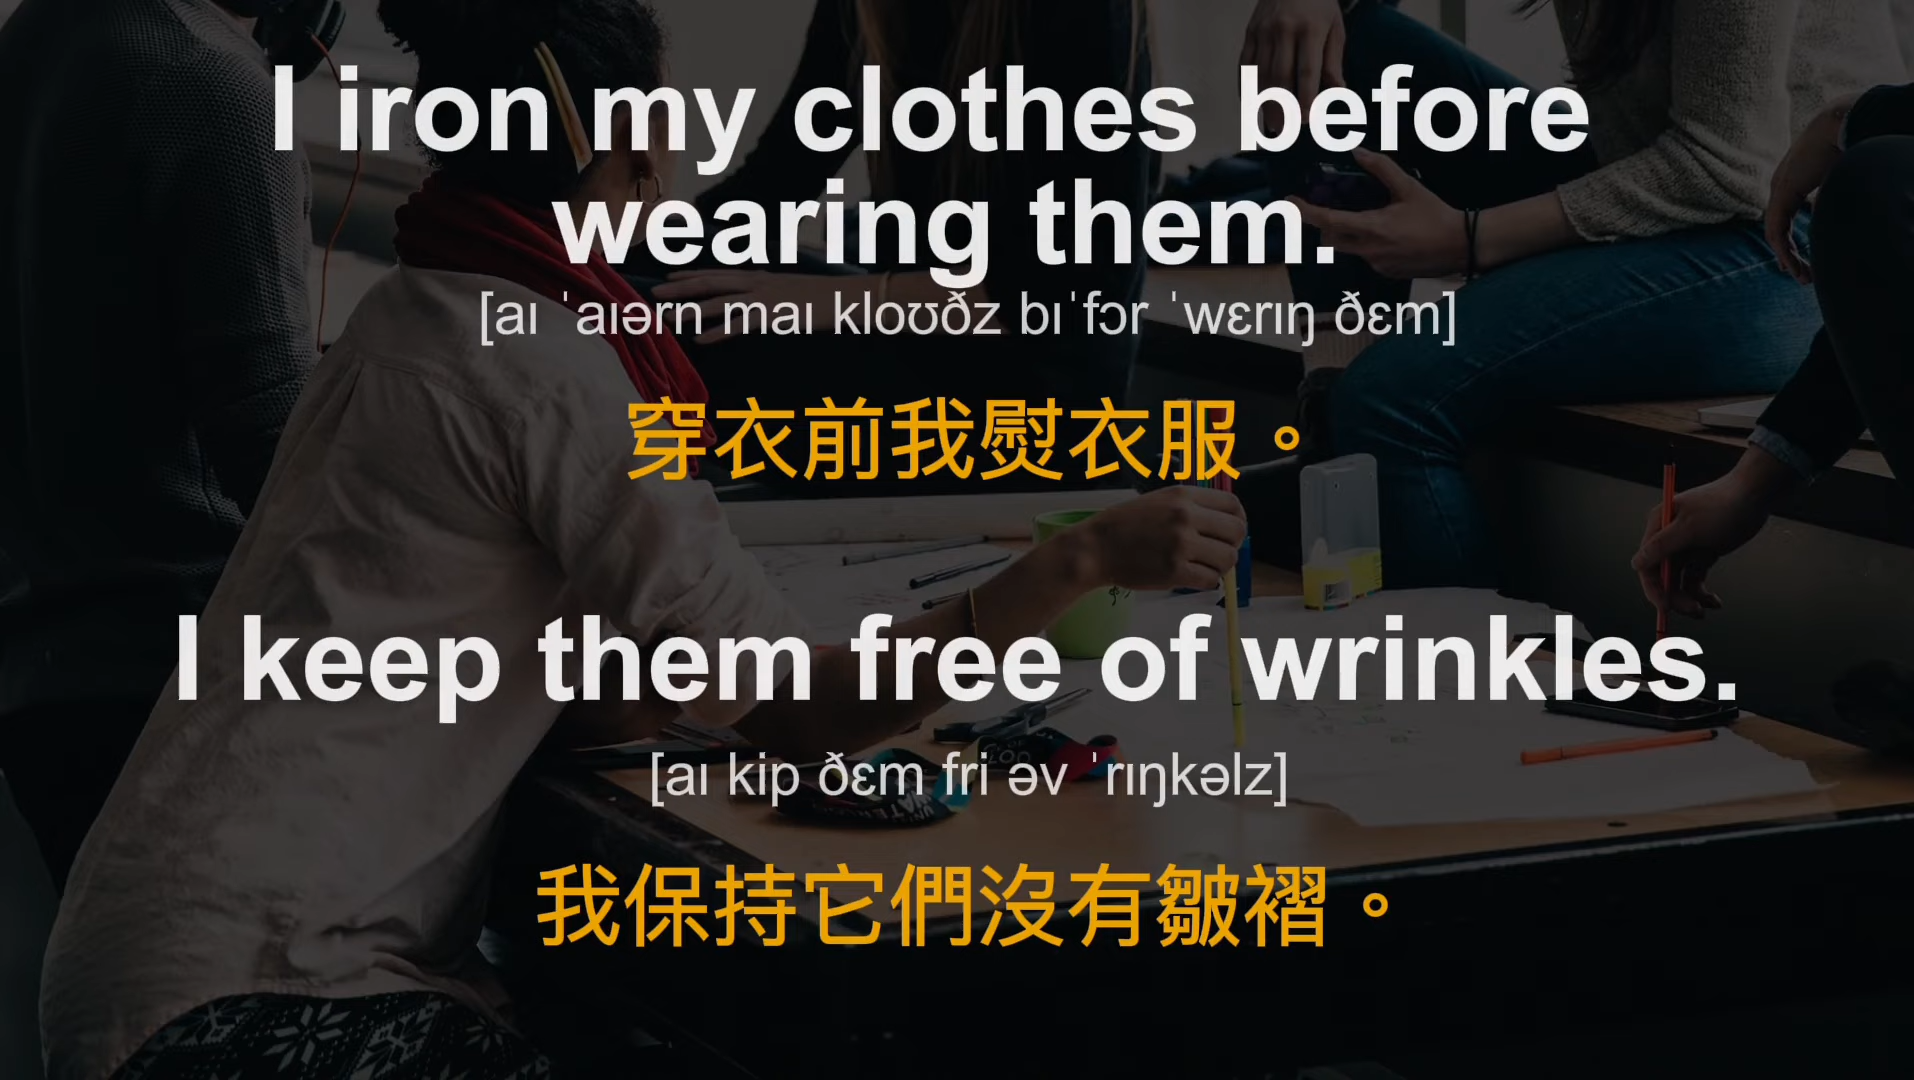 I iron my clothes before
wearing them.
[aɪ ˈaɪərn maɪ kloʊðz bɪˈfɔr ˈwɛrɪŋ ðɛm]
穿衣前我熨衣服。
I keep them free of wrinkles.
[aɪ kip ðɛm fri əv ˈrɪŋkəlz]
我保持它們沒有皺褶。